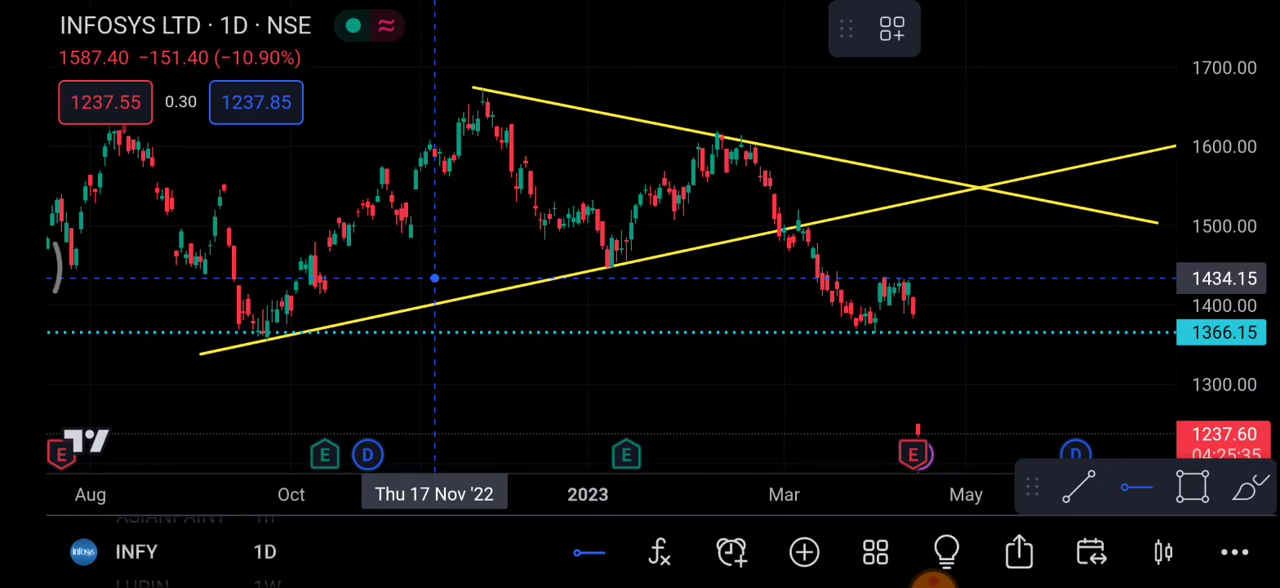 INFOSYS LTD · 1D · NSE
1587.40 −151.40 (−10.90%)
1237.55 0.30 1237.85
1700.00
1600.00
1500.00
1434.15
1400.00
1366.15
1300.00
1237.60
04:25:35
E E D E E D
Aug Oct Thu 17 Nov '22 2023 Mar May
ASIANPAINT 1h
Infosys INFY 1D
LUPIN 1W